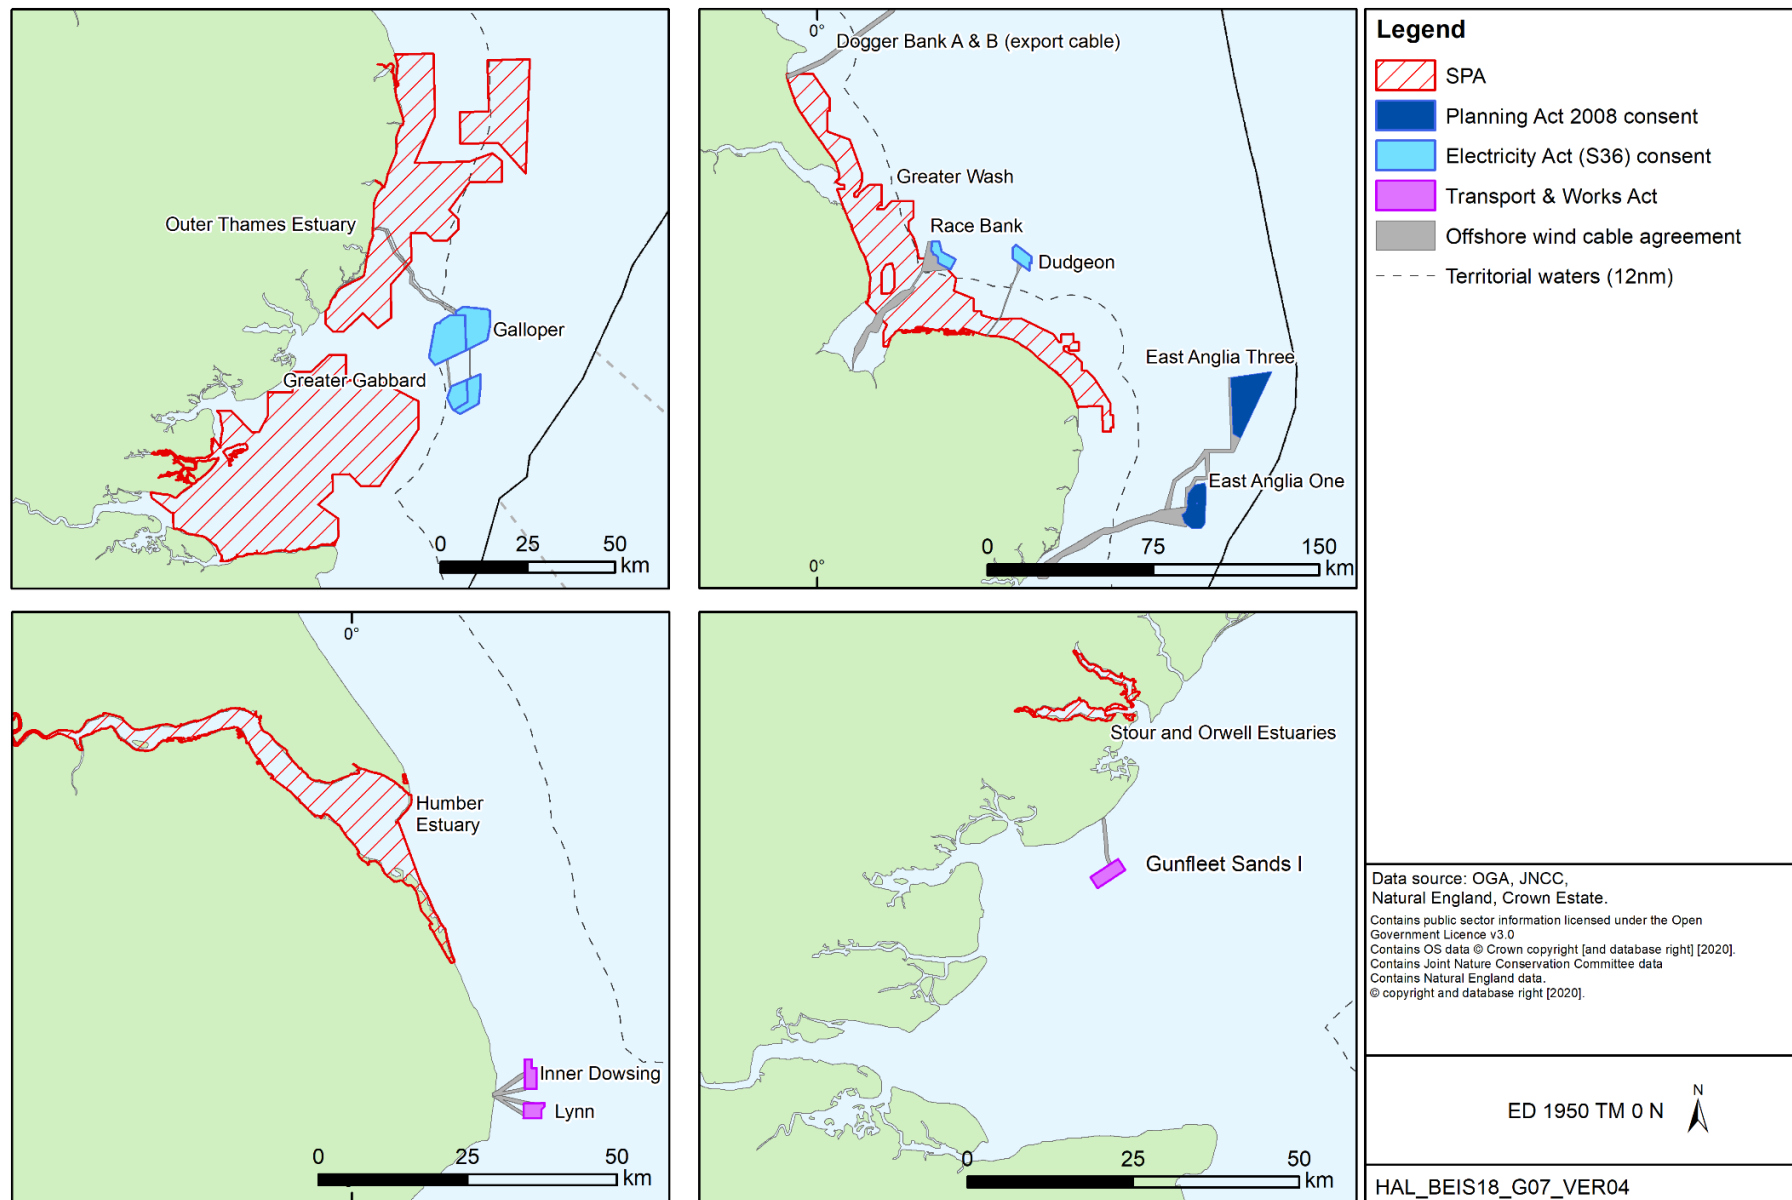 Outer Thames Estuary
Galloper
Greater Gabbard
0 25 50
km
0°
Dogger Bank A & B (export cable)
Greater Wash
Race Bank
Dudgeon
East Anglia Three
East Anglia One
0 75 150
km
0°
0°
Humber
Estuary
Inner Dowsing
Lynn
0 25 50
km
Stour and Orwell Estuaries
Gunfleet Sands I
0 25 50
km
Legend
SPA
Planning Act 2008 consent
Electricity Act (S36) consent
Transport & Works Act
Offshore wind cable agreement
Territorial waters (12nm)
Data source: OGA, JNCC,
Natural England, Crown Estate.
Contains public sector information licensed under the Open
Government Licence v3.0
Contains OS data © Crown copyright [and database right] [2020].
Contains Joint Nature Conservation Committee data
Contains Natural England data.
© copyright and database right [2020].
ED 1950 TM 0 N
N
HAL_BEIS18_G07_VER04